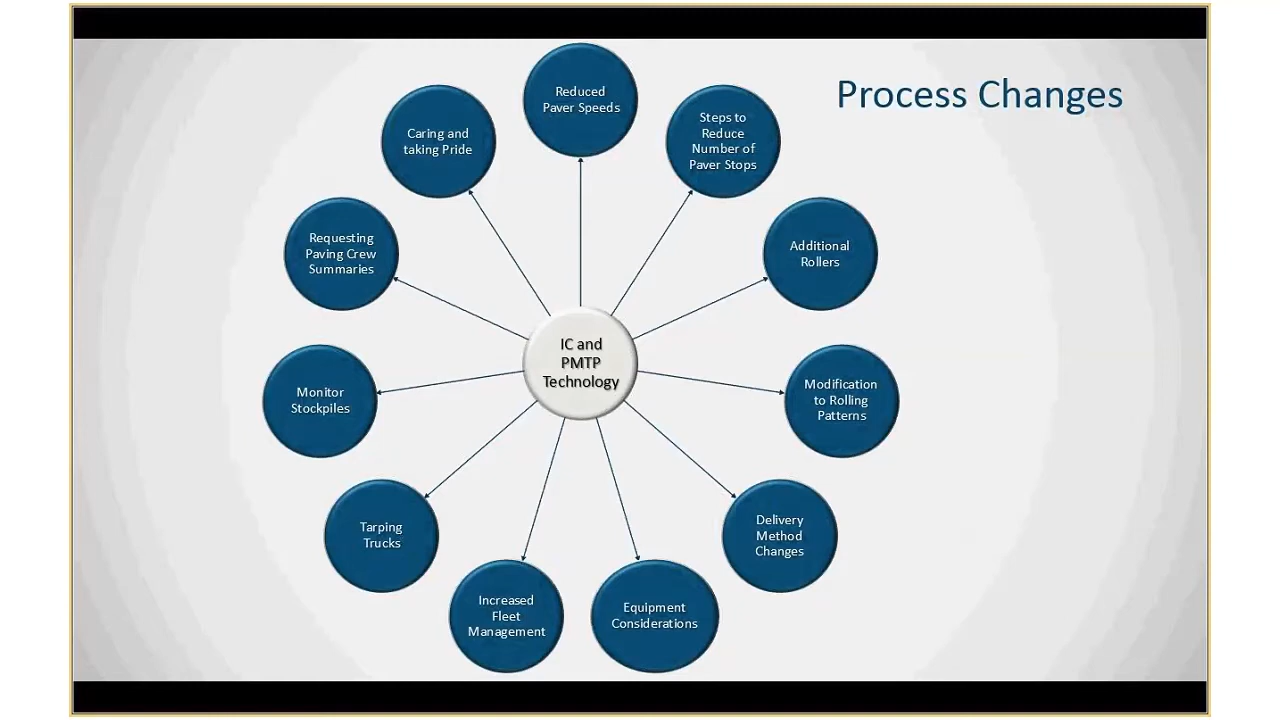 Process Changes
Reduced
Paver Speeds
Steps to
Reduce
Number of
Paver Stops
Additional
Rollers
Modification
to Rolling
Patterns
Delivery
Method
Changes
Equipment
Considerations
Increased
Fleet
Management
Tarping
Trucks
Monitor
Stockpiles
Requesting
Paving Crew
Summaries
Caring and
taking Pride
IC and
PMTP
Technology